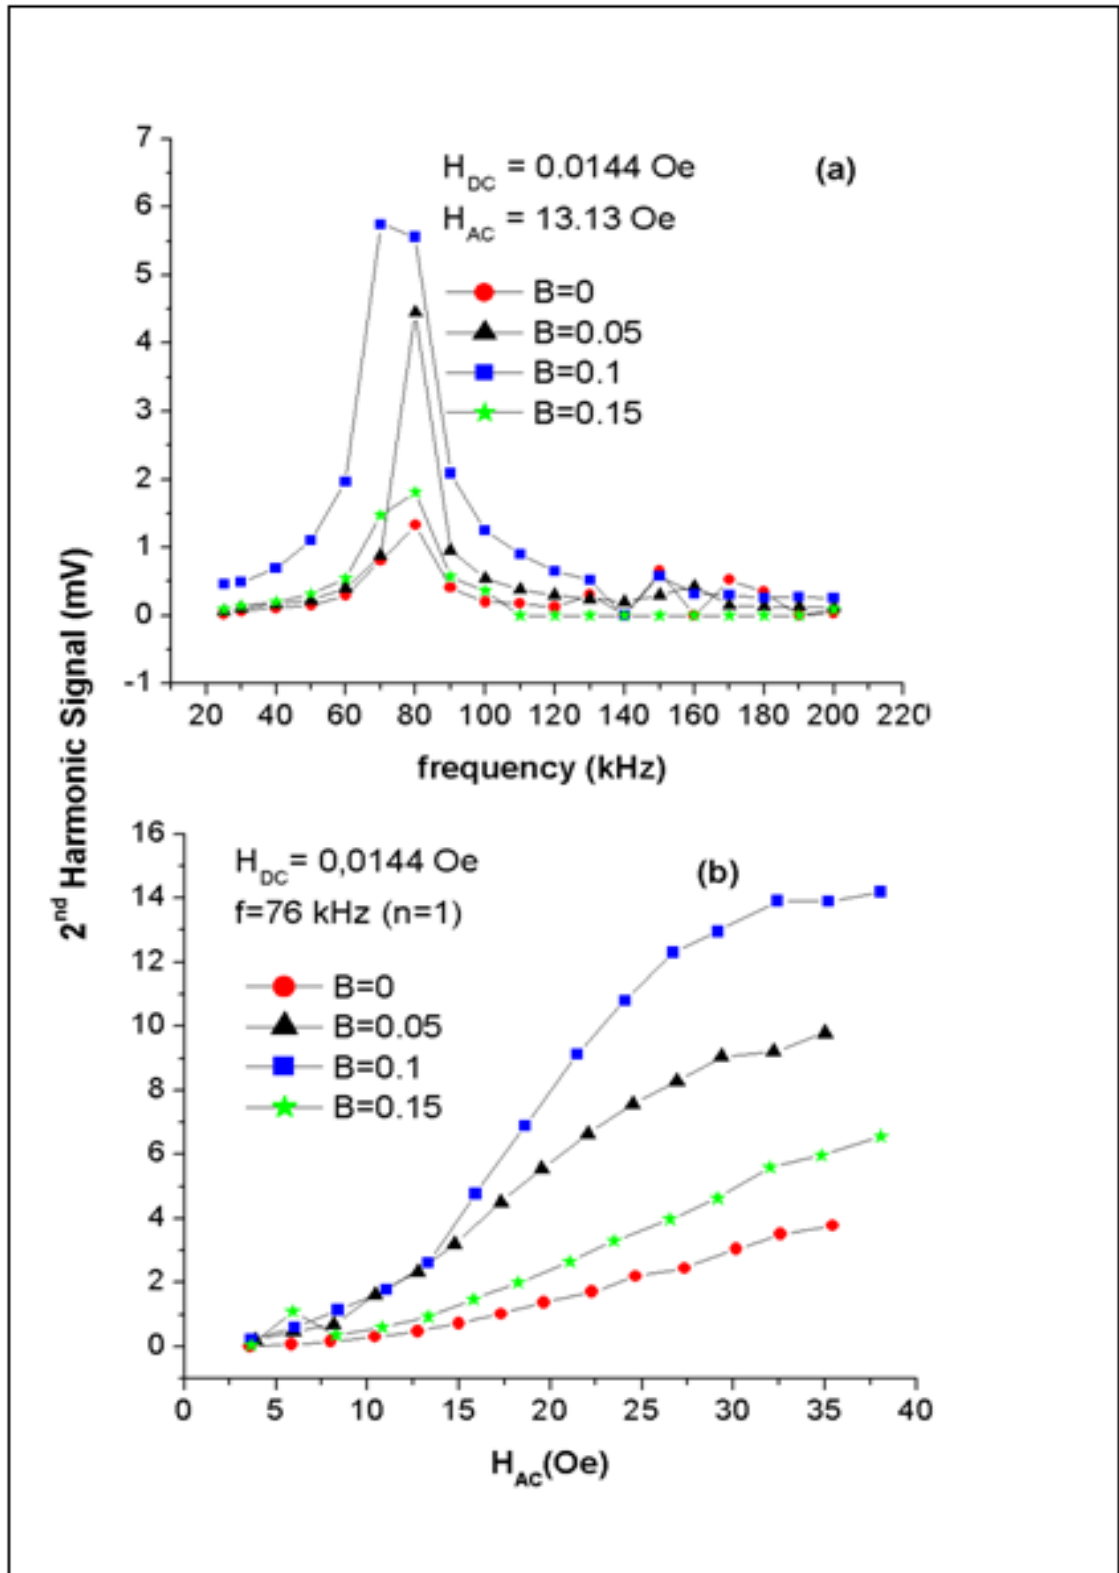 2nd Harmonic Signal (mV)
7
6
5
4
3
2
1
0
-1
H_DC = 0.0144 Oe
(a)
H_AC = 13.13 Oe
B=0
B=0.05
B=0.1
B=0.15
20 40 60 80 100 120 140 160 180 200 220
frequency (kHz)
16
14
12
10
8
6
4
2
0
H_DC= 0,0144 Oe
(b)
f=76 kHz (n=1)
B=0
B=0.05
B=0.1
B=0.15
0 5 10 15 20 25 30 35 40
H_AC(Oe)